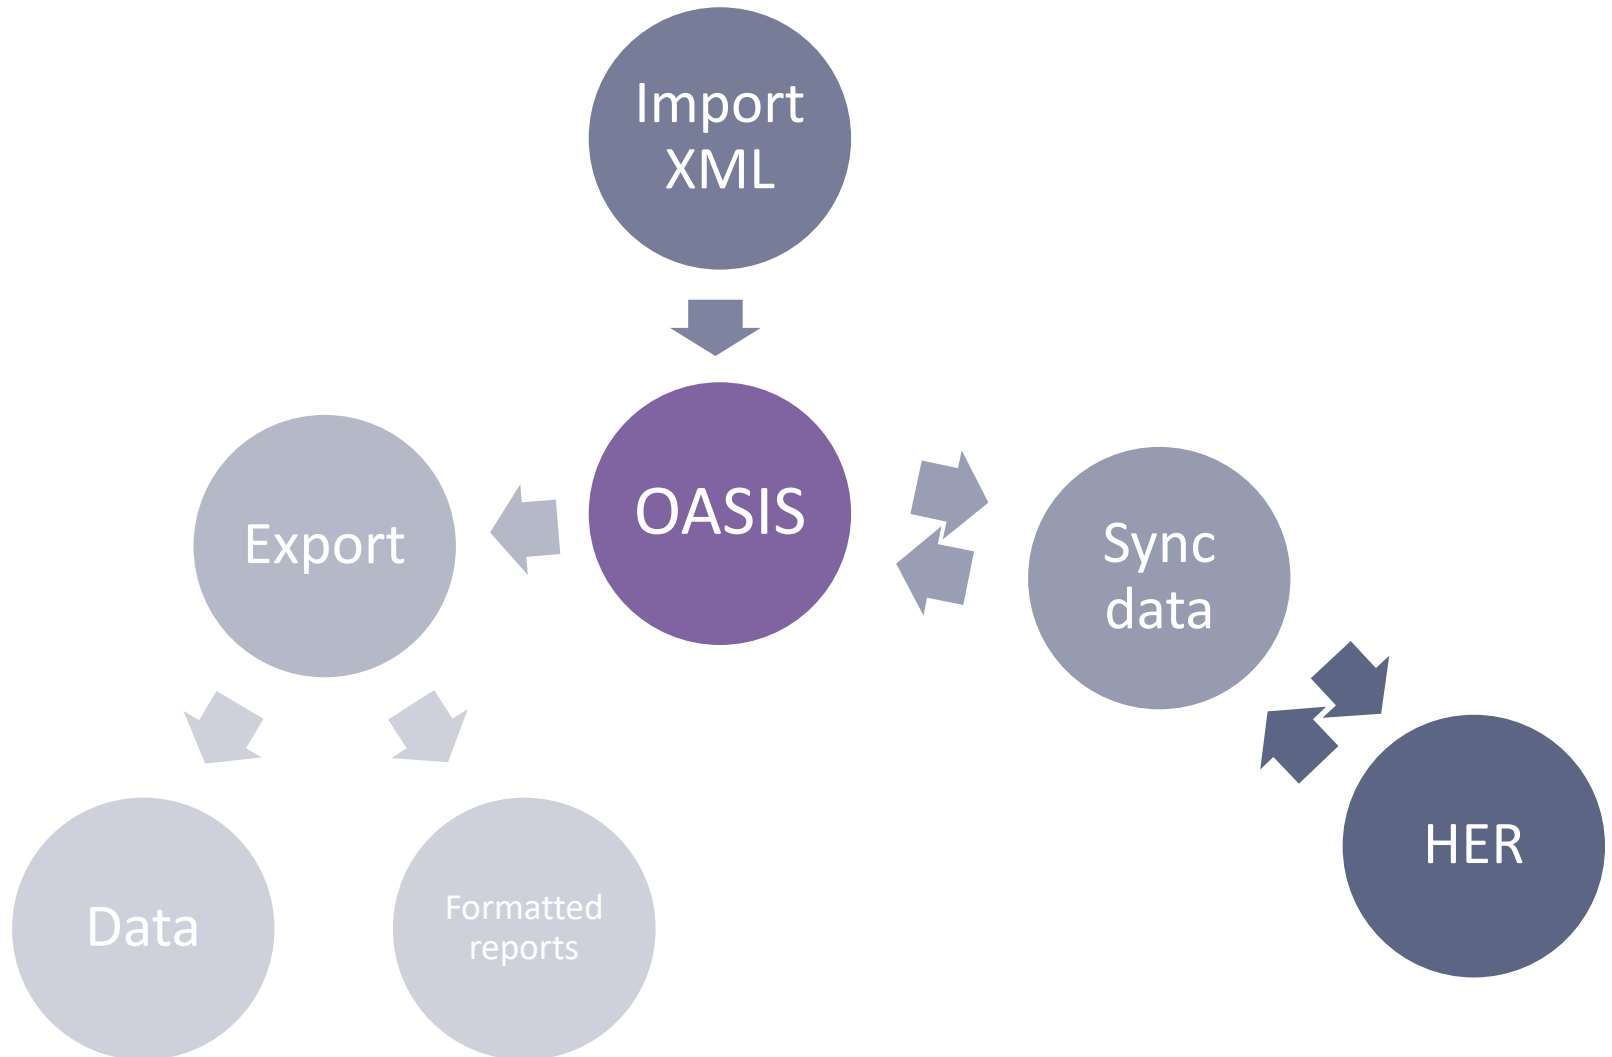 Import
XML
OASIS
Export
Sync
data
HER
Data
Formatted
reports